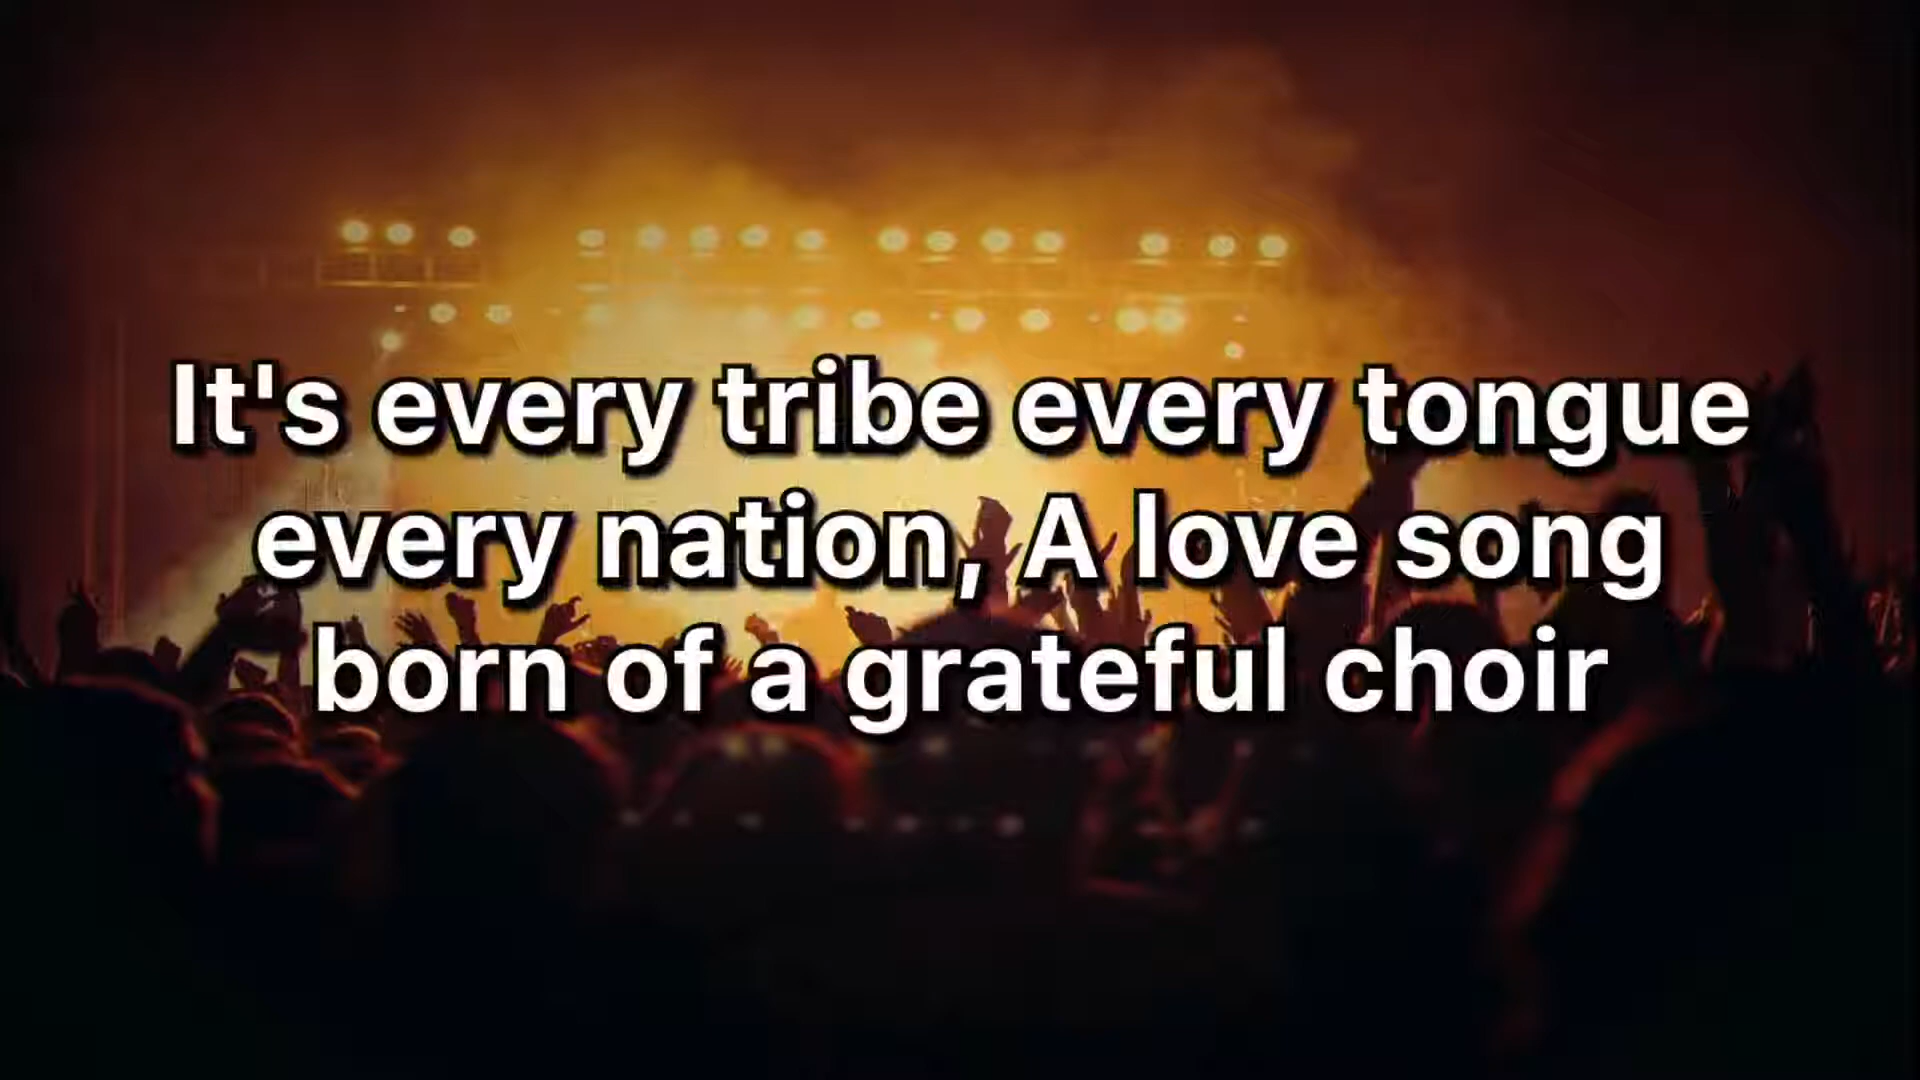 It's every tribe every tongue
every nation, A love song
born of a grateful choir